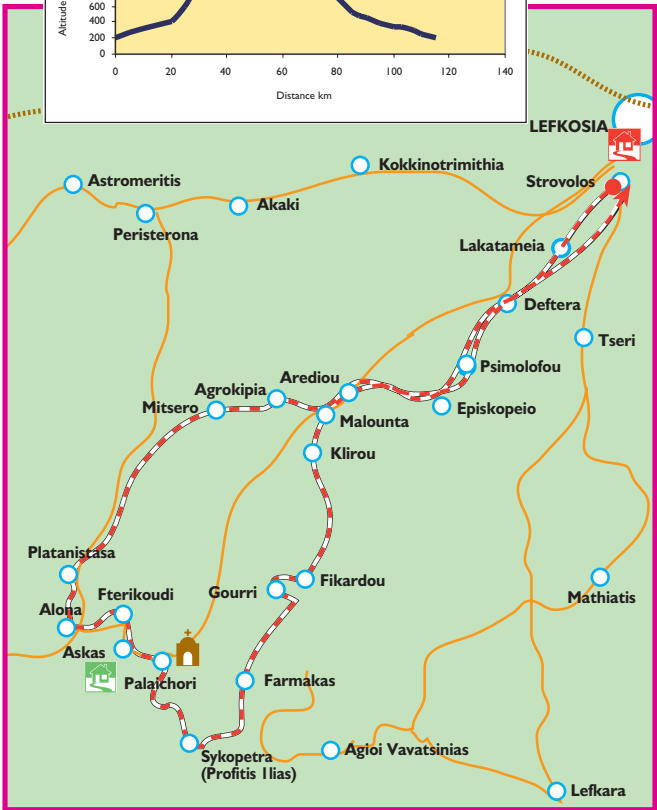 Altitude
600
400
200
0
0 20 40 60 80 100 120 140
Distance km
LEFKOSIA
Kokkinotrimithia
Strovolos
Astromeritis
Akaki
Peristerona
Lakatameia
Deftera
Tseri
Psimolofou
Arediou
Agrokipia
Mitsero
Episkopeio
Malounta
Klirou
Platanistasa
Fikardou
Gourri
Fterikoudi
Mathiatis
Alona
Askas
Palaichori
Farmakas
Sykopetra
(Profitis Ilias)
Agioi Vavatsinias
Lefkara